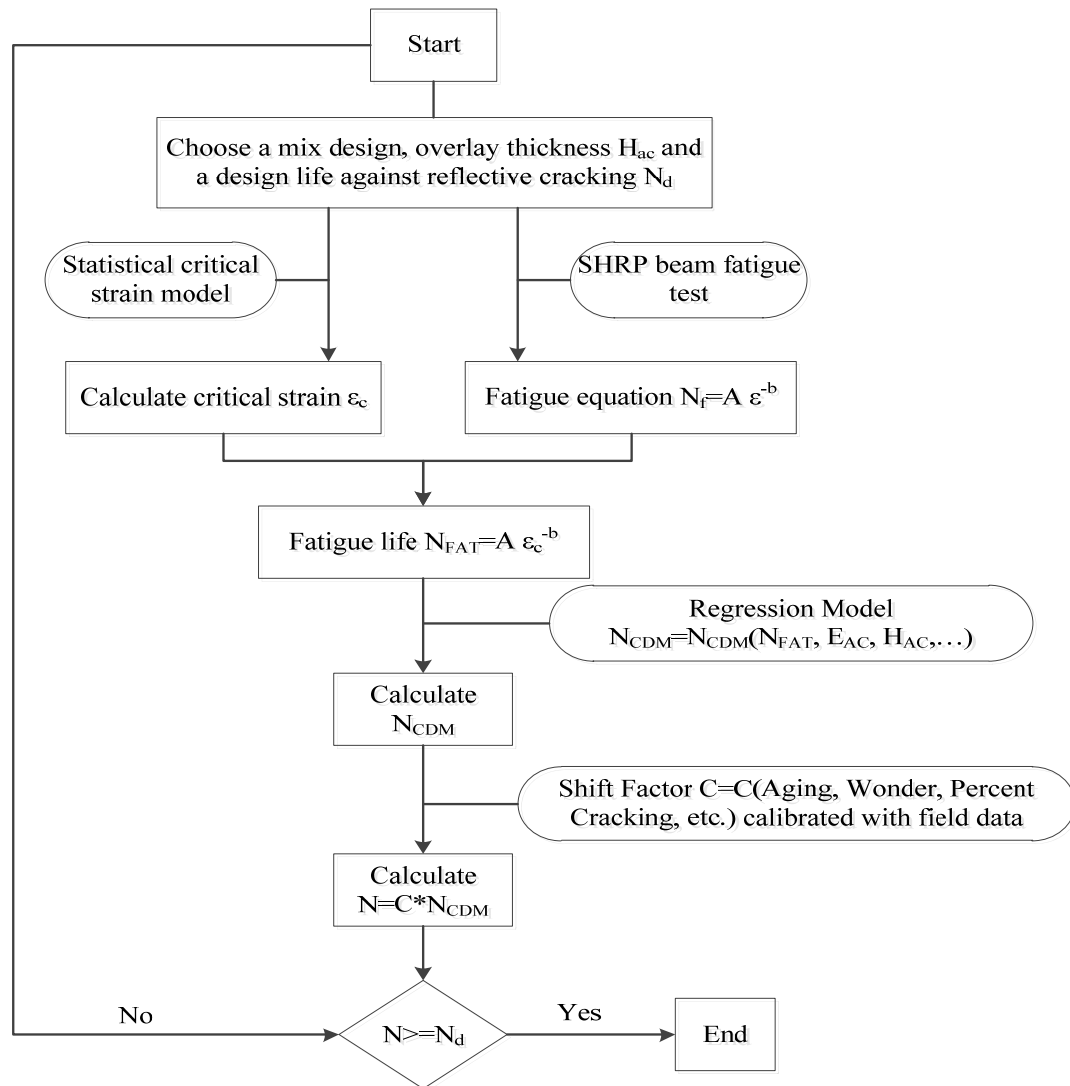 Start
Choose a mix design, overlay thickness Hac and
a design life against reflective cracking Nd
Statistical critical
strain model
SHRP beam fatigue
test
Calculate critical strain εc
Fatigue equation Nf=A ε-b
Fatigue life NFAT=A εc-b
Regression Model
NCDM=NCDM(NFAT, EAC, HAC,…)
Calculate
NCDM
Shift Factor C=C(Aging, Wonder, Percent
Cracking, etc.) calibrated with field data
Calculate
N=C*NCDM
No
N>=Nd
Yes
End